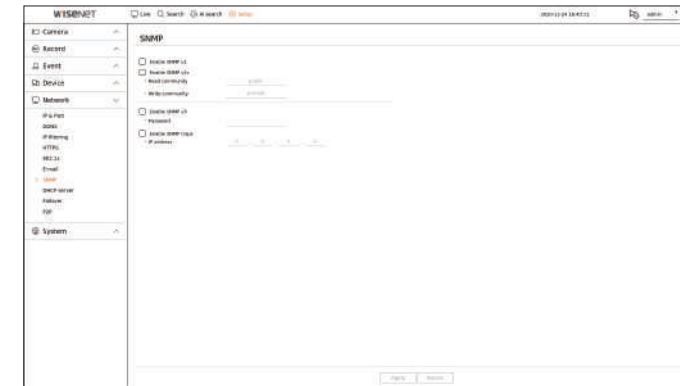 WISENET
Live Search AI search Setup
admin
Camera
Record
Event
Device
Network
IP & Port
DDNS
IP filtering
HTTPS
802.1x
E-mail
SNMP
DHCP server
Failover
P2P
System
SNMP
Enable SNMP v1
Enable SNMP v2c
Read community
public
Write community
Enable SNMP v3
Password
Enable SNMP traps
IP address
Apply